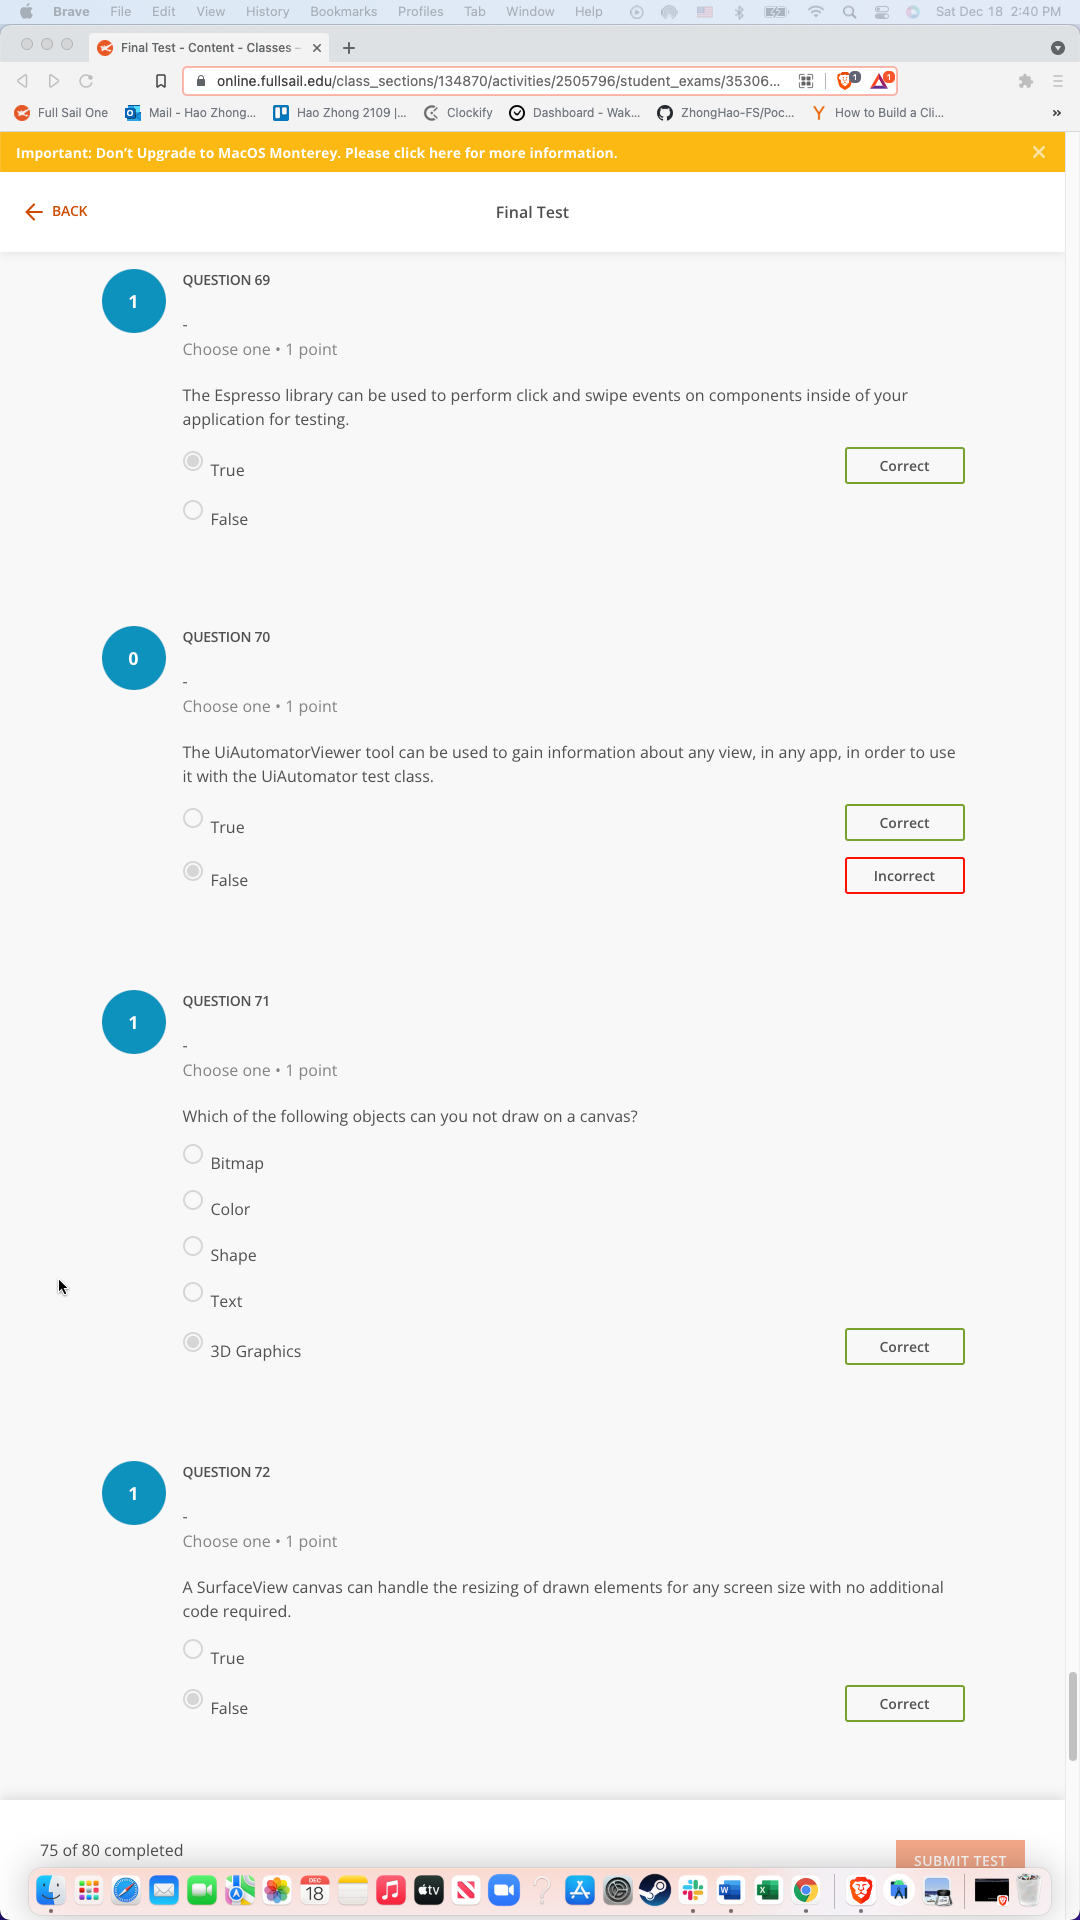 Brave File Edit View History Bookmarks Profiles Tab Window Help Sat Dec 18 2:40 PM
Final Test - Content - Classes -
online.fullsail.edu/class_sections/134870/activities/2505796/student_exams/35306... 1 1
Full Sail One Mail - Hao Zhong... Hao Zhong 2109 |... Clockify Dashboard - Wak... ZhongHao-FS/Poc... How to Build a Cli... »
Important: Don't Upgrade to MacOS Monterey. Please click here for more information.
BACK Final Test
1 QUESTION 69
-
Choose one • 1 point
The Espresso library can be used to perform click and swipe events on components inside of your
application for testing.
True Correct
False
0 QUESTION 70
-
Choose one • 1 point
The UiAutomatorViewer tool can be used to gain information about any view, in any app, in order to use
it with the UiAutomator test class.
True Correct
False Incorrect
1 QUESTION 71
-
Choose one • 1 point
Which of the following objects can you not draw on a canvas?
Bitmap
Color
Shape
Text
3D Graphics Correct
1 QUESTION 72
-
Choose one • 1 point
A SurfaceView canvas can handle the resizing of drawn elements for any screen size with no additional
code required.
True
False Correct
75 of 80 completed
SUBMIT TEST
DEC
18
tv